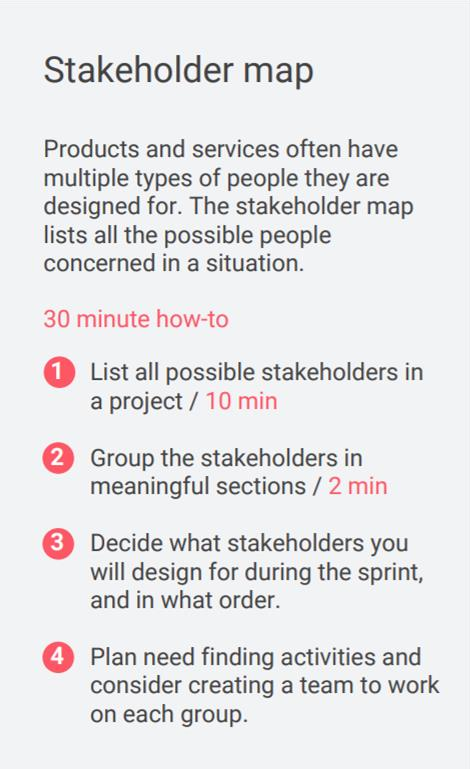 Stakeholder map
Products and services often have
multiple types of people they are
designed for. The stakeholder map
lists all the possible people
concerned in a situation.
30 minute how-to
1 List all possible stakeholders in
a project / 10 min
2 Group the stakeholders in
meaningful sections / 2 min
3 Decide what stakeholders you
will design for during the sprint,
and in what order.
4 Plan need finding activities and
consider creating a team to work
on each group.